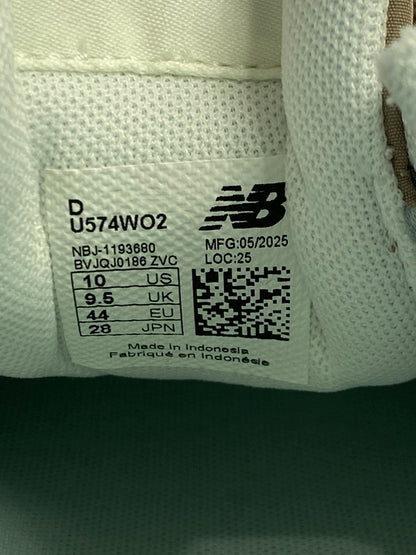 D
U574WO2
NB
NBJ-1193680
MFG:05/2025
BVJQJ0186 ZVC
LOC:25
10 US
9.5 UK
44 EU
28 JPN
Made in Indonesia
Fabriqué en Indonésie